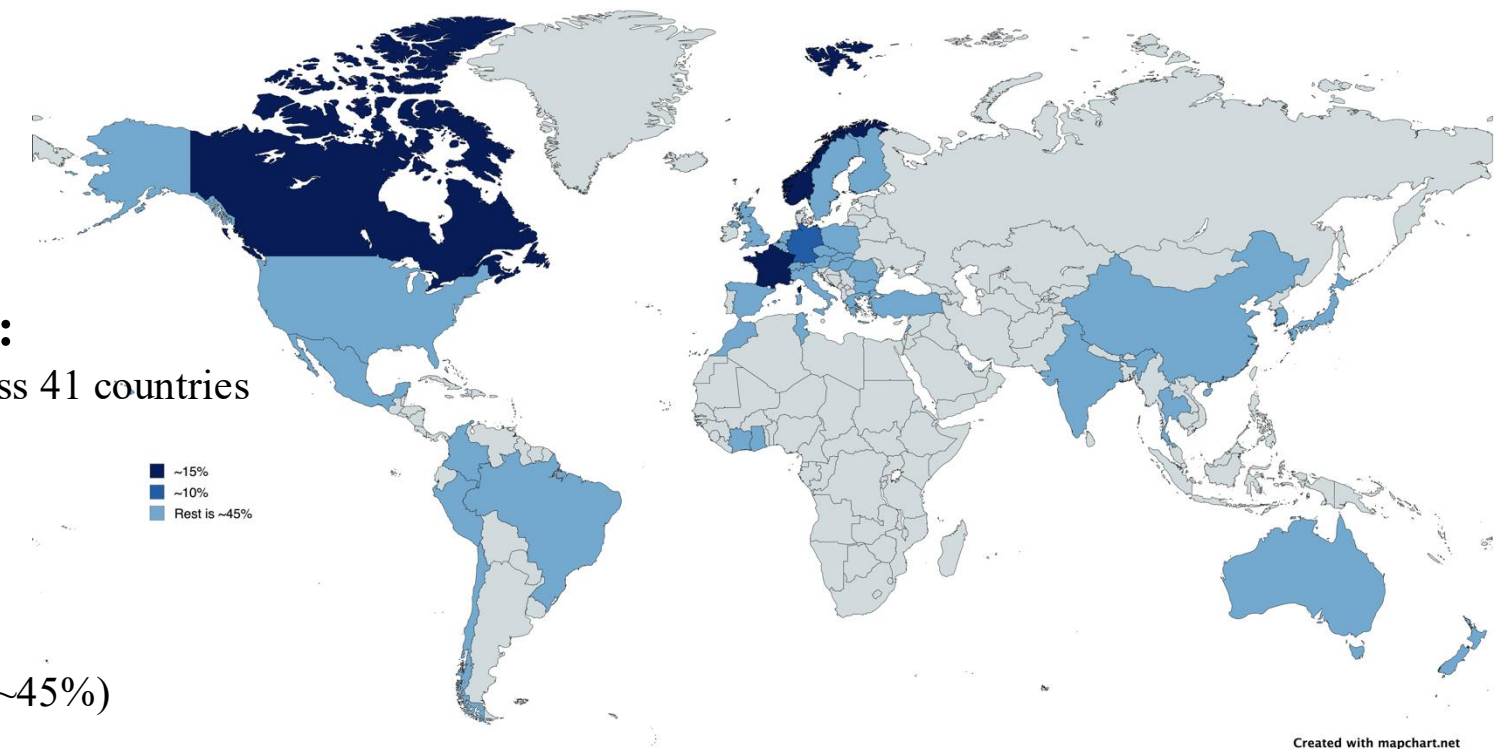 :
ss 41 countries
~15%
~10%
Rest is ~45%
~45%)
Created with mapchart.net